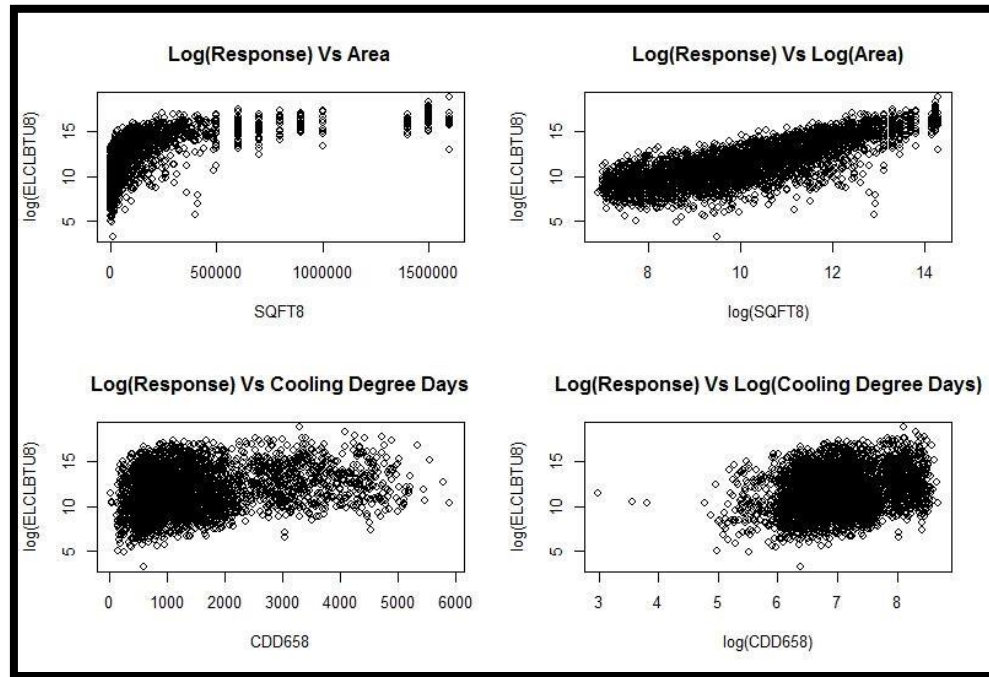 Log(Response) Vs Area
log(ELCLBTU8)
15
10
5
0
500000
1000000
1500000
SQFT8
Log(Response) Vs Log(Area)
log(ELCLBTU8)
15
10
5
8
10
12
14
log(SQFT8)
Log(Response) Vs Cooling Degree Days
log(ELCLBTU8)
15
10
5
0
1000
2000
3000
4000
5000
6000
CDD658
Log(Response) Vs Log(Cooling Degree Days)
log(ELCLBTU8)
15
10
5
3
4
5
6
7
8
log(CDD658)